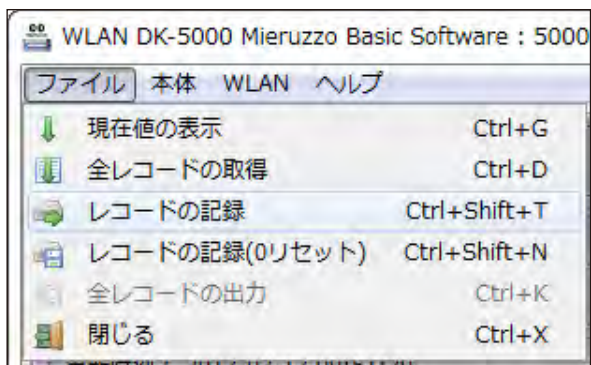 WLAN DK-5000 Mieruzzo Basic Software : 5000
ファイル 本体 WLAN ヘルプ
現在値の表示 Ctrl+G
全レコードの取得 Ctrl+D
レコードの記録 Ctrl+Shift+T
レコードの記録(0リセット) Ctrl+Shift+N
全レコードの出力 Ctrl+K
閉じる Ctrl+X